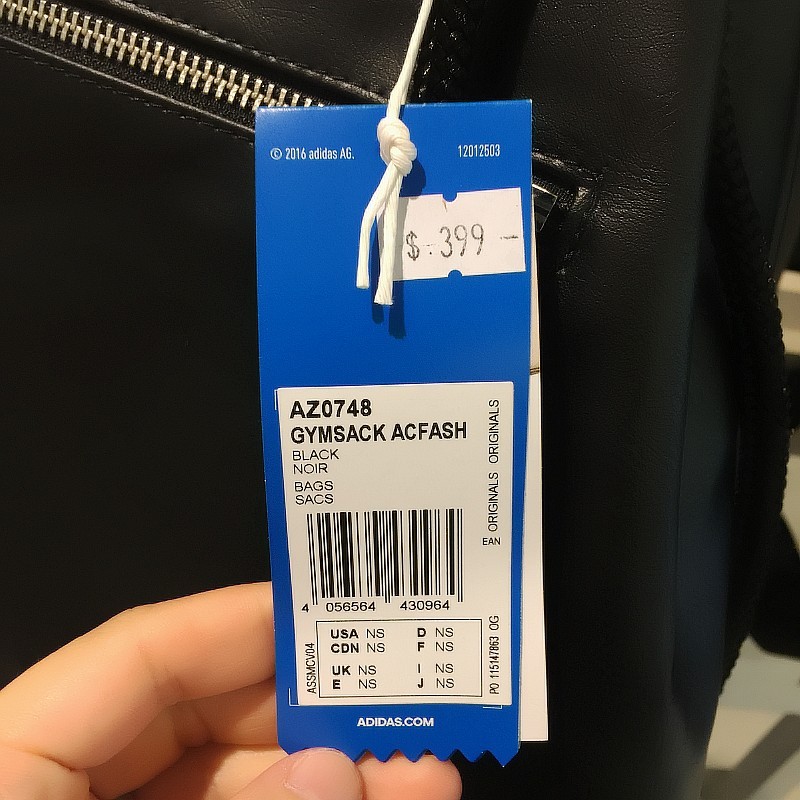 © 2016 adidas AG.
12012503
$ 399 -
AZ0748
GYMSACK ACFASH
BLACK
NOIR
BAGS
SACS
ORIGINALS ORIGINALS
EAN
4 056564 430964
USA NS D NS
CDN NS F NS
UK NS I NS
E NS J NS
ASSMCV04
PO 115147863 OG
ADIDAS.COM